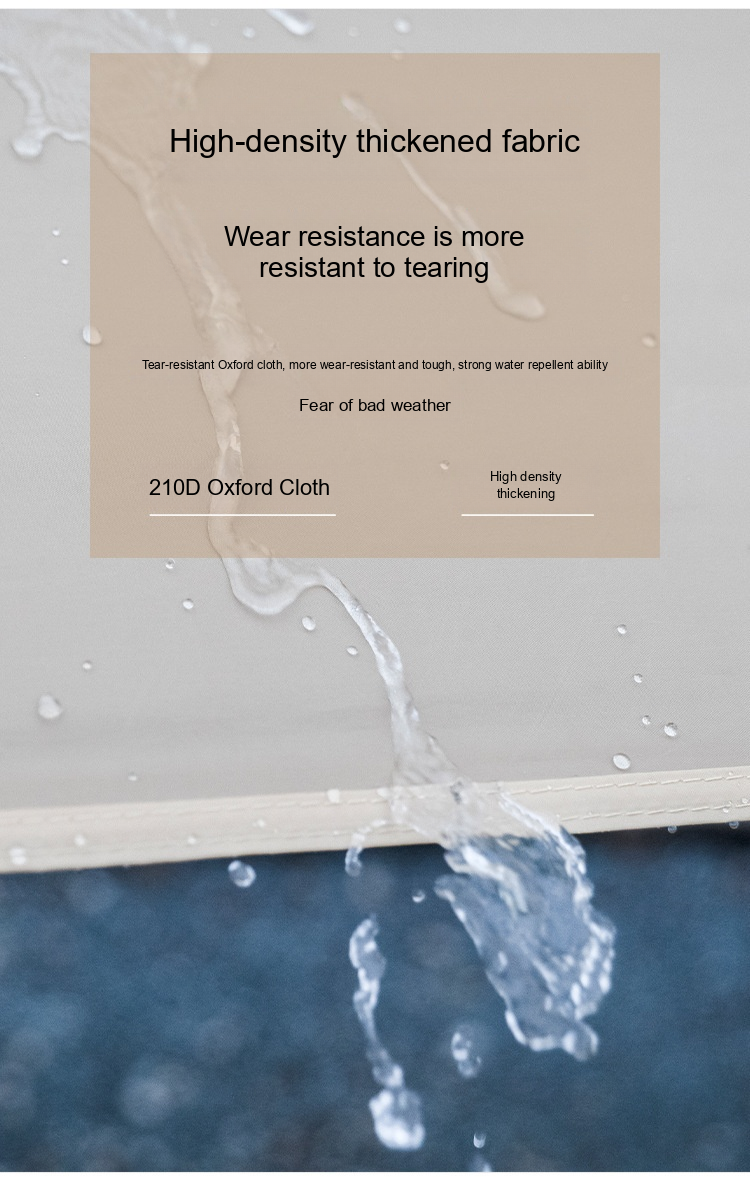 High-density thickened fabric
Wear resistance is more
resistant to tearing
Tear-resistant Oxford cloth, more wear-resistant and tough, strong water repellent ability
Fear of bad weather
210D Oxford Cloth
High density
thickening